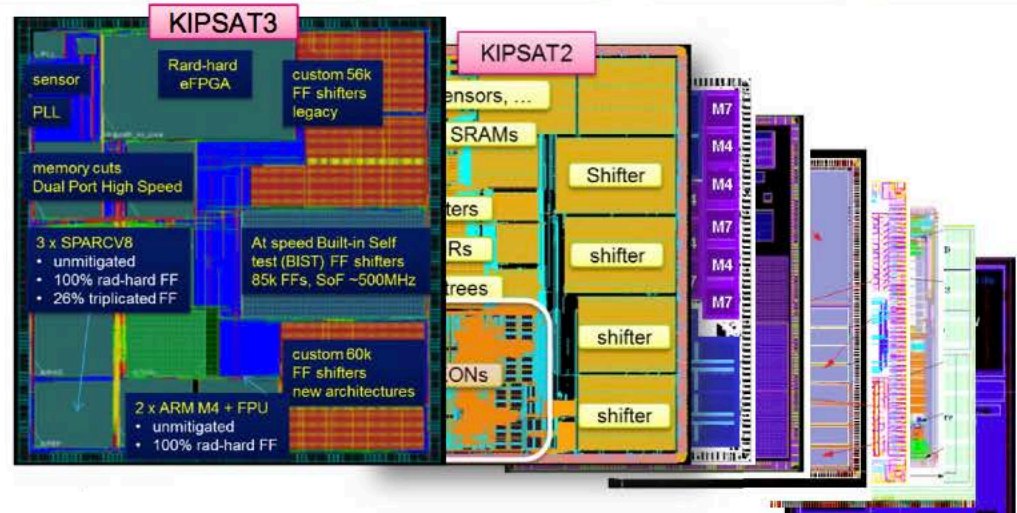 KIPSAT3
sensor
PLL
Rard-hard
eFPGA
custom 56k
FF shifters
legacy
memory cuts
Dual Port High Speed
3 x SPARCV8
• unmitigated
• 100% rad-hard FF
• 26% triplicated FF
At speed Built-in Self
test (BIST) FF shifters
85k FFs, SoF ~500MHz
custom 60k
FF shifters
new architectures
2 x ARM M4 + FPU
• unmitigated
• 100% rad-hard FF
KIPSAT2
ensors, ...
SRAMs
ters
Rs
trees
ONs
Shifter
shifter
shifter
shifter
M7
M4
M4
M7
M4
M7